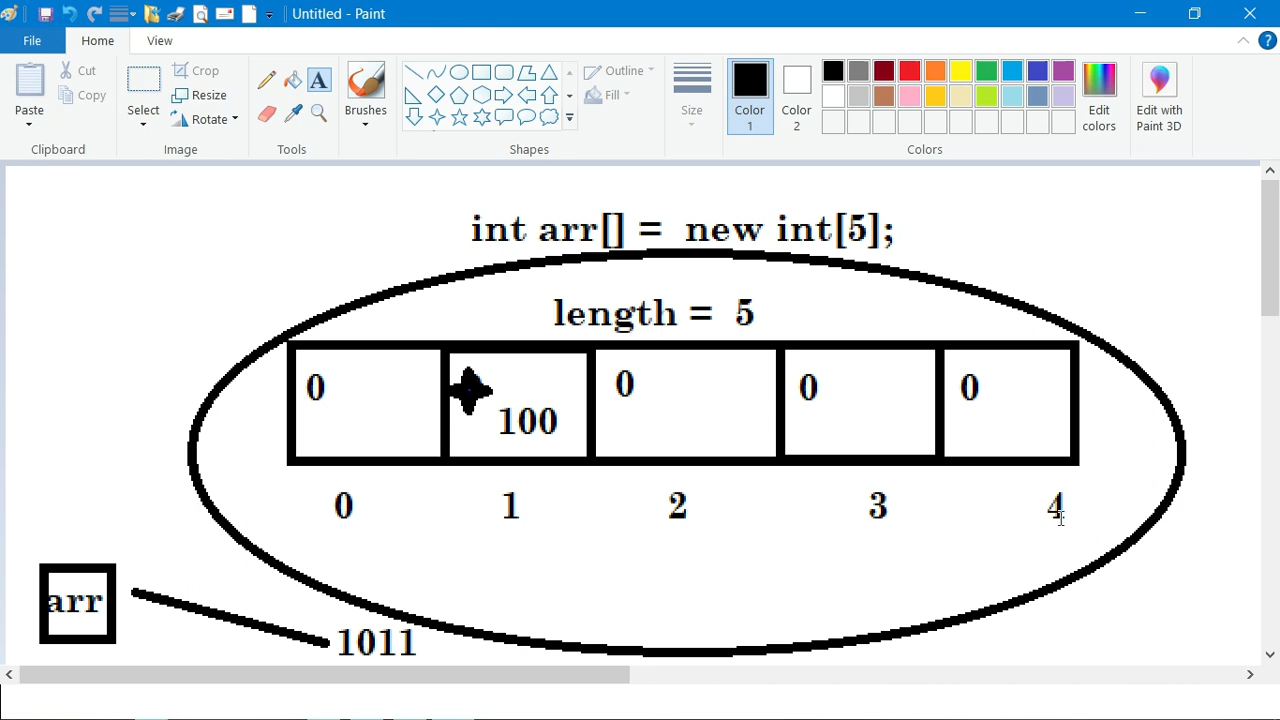 Untitled - Paint
File
Home
View
Paste
Cut
Copy
Clipboard
Select
Crop
Resize
Rotate
Image
A
Tools
Brushes
Shapes
Outline
Fill
Size
Color 1
Color 2
Edit colors
Colors
Edit with Paint 3D
int arr[] = new int[5];
length = 5
0 100 0 0 0
0 1 2 3 4
arr
1011